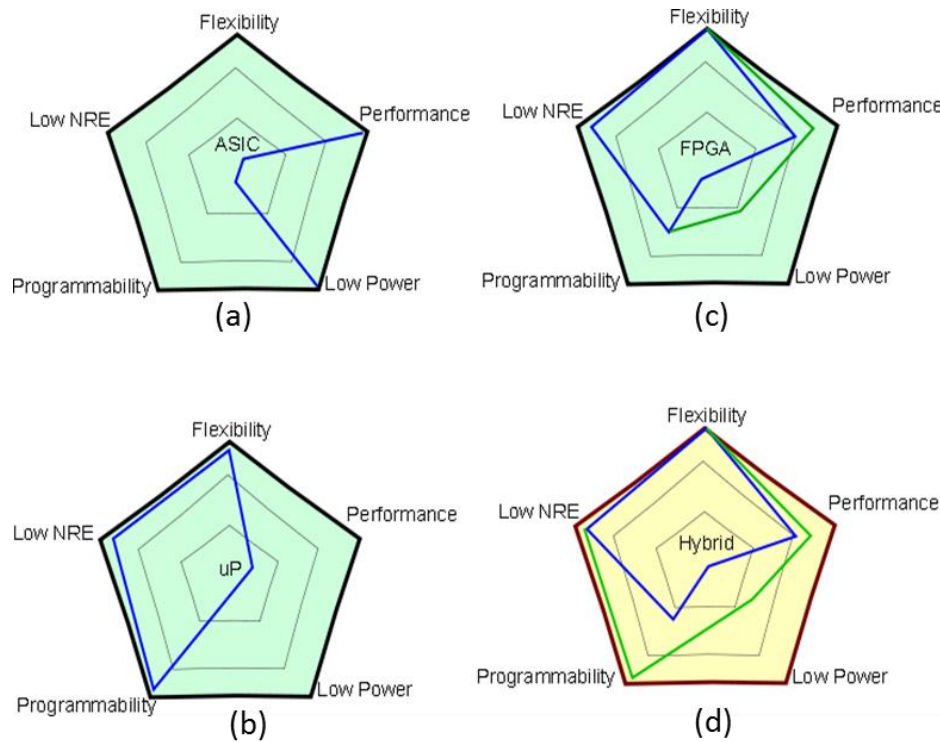 Flexibility
Low NRE
Performance
ASIC
Programmability
Low Power
(a)
Flexibility
Low NRE
Performance
FPGA
Programmability
Low Power
(c)
Flexibility
Low NRE
Performance
uP
Programmability
Low Power
(b)
Flexibility
Low NRE
Performance
Hybrid
Programmability
Low Power
(d)